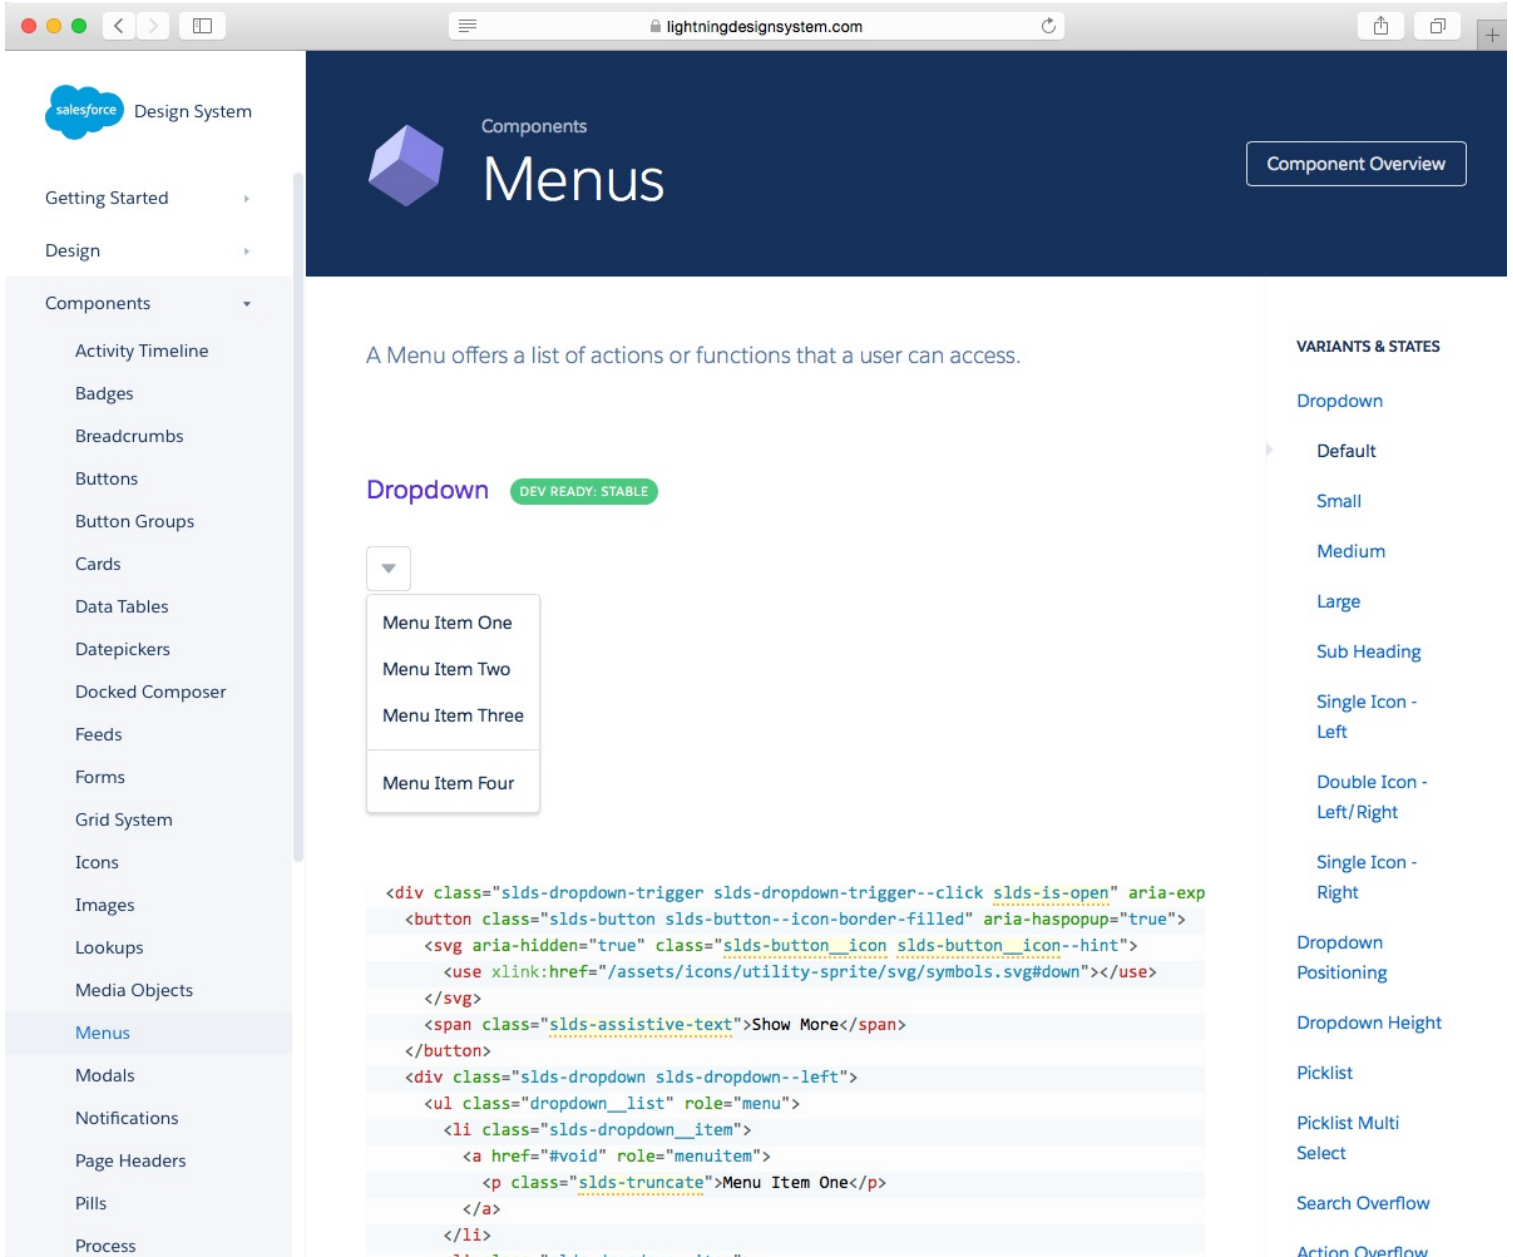 lightningdesignsystem.com
salesforce Design System
Getting Started
Design
Components
Activity Timeline
Badges
Breadcrumbs
Buttons
Button Groups
Cards
Data Tables
Datepickers
Docked Composer
Feeds
Forms
Grid System
Icons
Images
Lookups
Media Objects
Menus
Modals
Notifications
Page Headers
Pills
Process
Components
Menus
Component Overview
A Menu offers a list of actions or functions that a user can access.
Dropdown DEV READY: STABLE
Menu Item One
Menu Item Two
Menu Item Three
Menu Item Four
<div class="slds-dropdown-trigger slds-dropdown-trigger--click slds-is-open" aria-exp
<button class="slds-button slds-button--icon-border-filled" aria-haspopup="true">
<svg aria-hidden="true" class="slds-button__icon slds-button__icon--hint">
<use xlink:href="/assets/icons/utility-sprite/svg/symbols.svg#down"></use>
</svg>
<span class="slds-assistive-text">Show More</span>
</button>
<div class="slds-dropdown slds-dropdown--left">
<ul class="dropdown__list" role="menu">
<li class="slds-dropdown__item">
<a href="#void" role="menuitem">
<p class="slds-truncate">Menu Item One</p>
</a>
</li>
VARIANTS & STATES
Dropdown
Default
Small
Medium
Large
Sub Heading
Single Icon -
Left
Double Icon -
Left/Right
Single Icon -
Right
Dropdown
Positioning
Dropdown Height
Picklist
Picklist Multi
Select
Search Overflow
Action Overflow